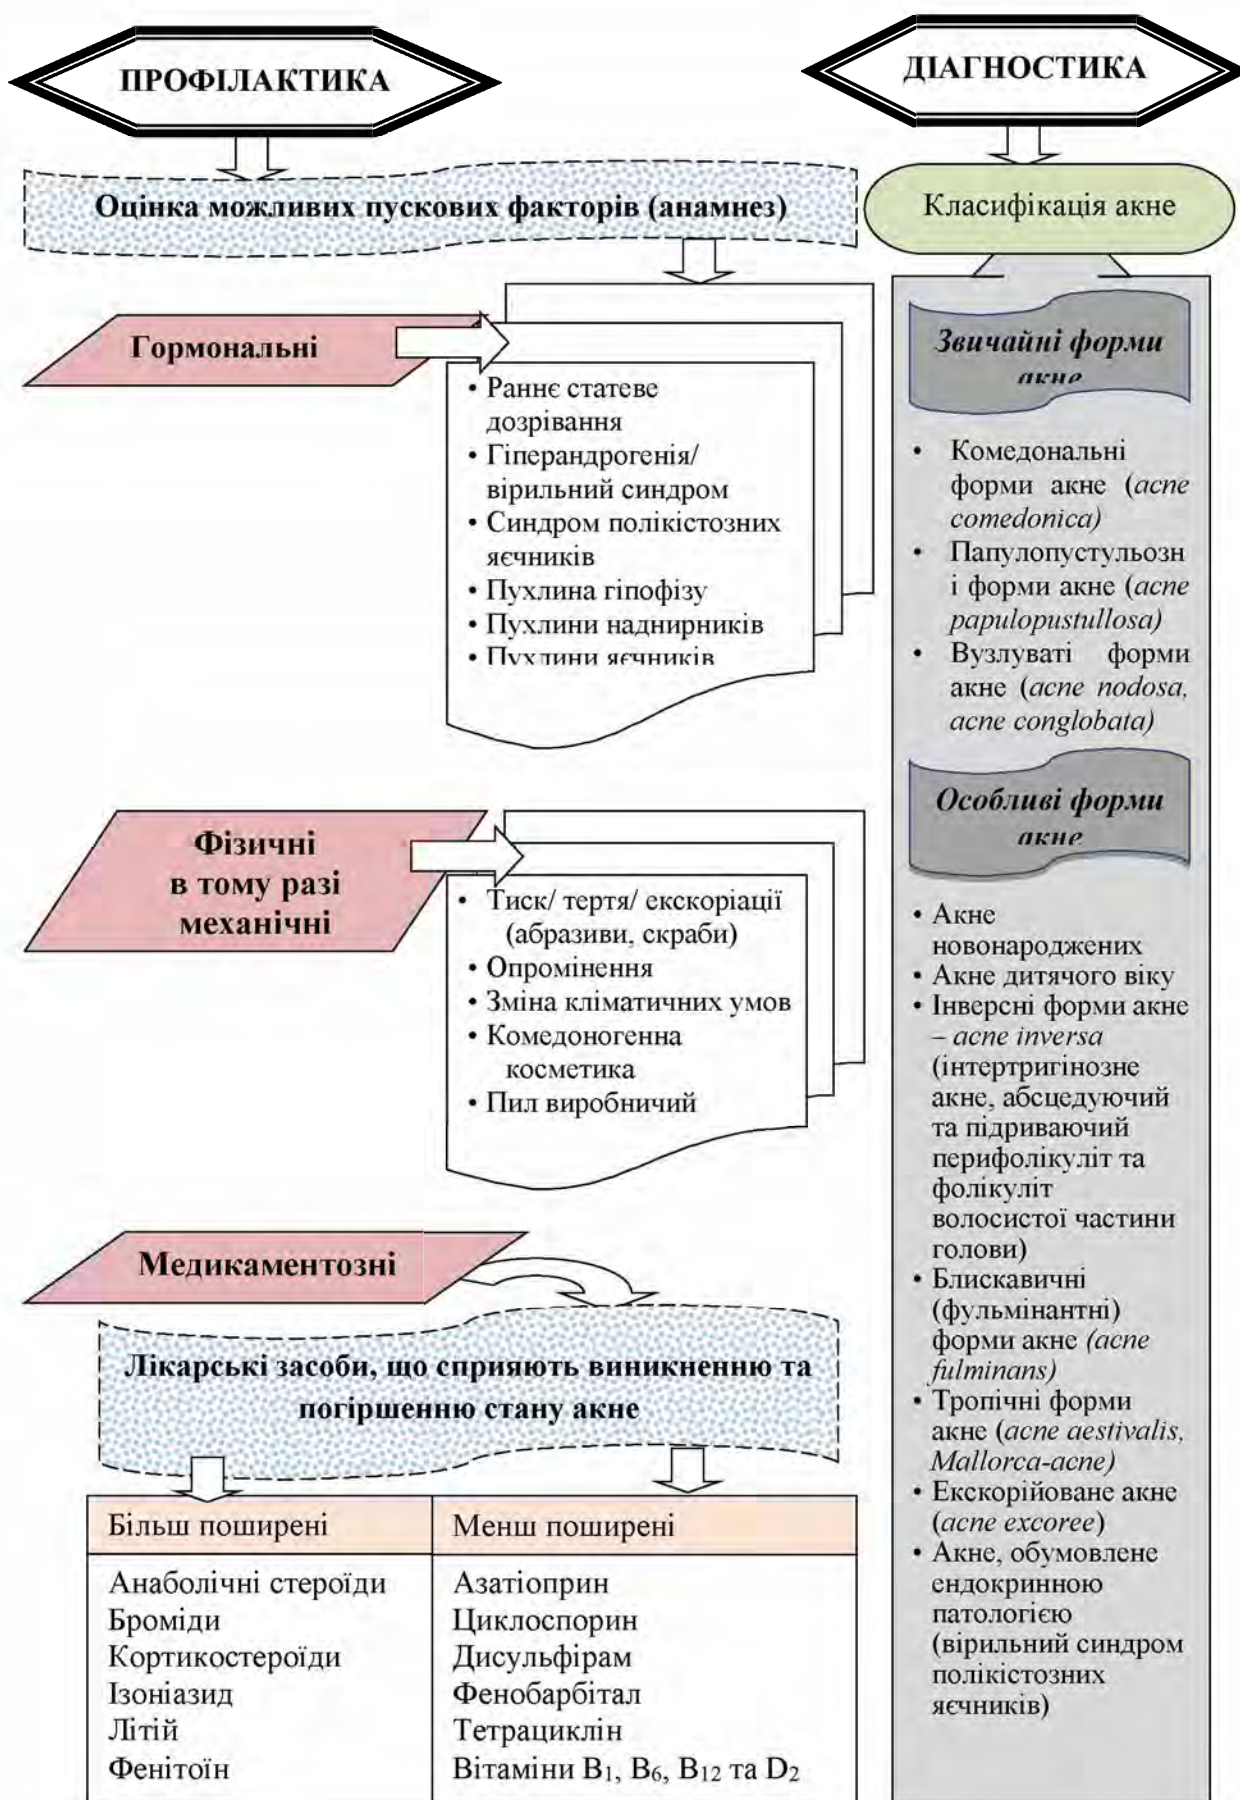 ПРОФІЛАКТИКА
Оцінка можливих пускових факторів (анамнез)
Гормональні
• Раннє статеве
дозрівання
• Гіперандрогенія/
вірильний синдром
• Синдром полікістозних
яєчників
• Пухлина гіпофізу
• Пухлини наднирників
• Пухлини яєчників
Фізичні
в тому разі
механічні
• Тиск/ тертя/ екскоріації
(абразиви, скраби)
• Опромінення
• Зміна кліматичних умов
• Комедоногенна
косметика
• Пил виробничий
Медикаментозні
Лікарські засоби, що сприяють виникненню та
погіршенню стану акне
Більш поширені
Анаболічні стероїди
Броміди
Кортикостероїди
Ізоніазид
Літій
Фенітоїн
Менш поширені
Азатіоприн
Циклоспорин
Дисульфірам
Фенобарбітал
Тетрациклін
Вітаміни B1, B6, B12 та D2
ДІАГНОСТИКА
Класифікація акне
Звичайні форми
акне
• Комедональні
форми акне (acne
comedonica)
• Папулопустульозн
і форми акне (acne
papulopustullosa)
• Вузлуваті форми
акне (acne nodosa,
acne conglobata)
Особливі форми
акне
• Акне
новонароджених
• Акне дитячого віку
• Інверсні форми акне
– acne inversa
(інтертригінозне
акне, абсцедуючий
та підриваючий
перифолікуліт та
фолікуліт
волосистої частини
голови)
• Блискавичні
(фульмінантні)
форми акне (acne
fulminans)
• Тропічні форми
акне (acne aestivalis,
Mallorca-acne)
• Екскорійоване акне
(acne excoree)
• Акне, обумовлене
ендокринною
патологією
(вірильний синдром
полікістозних
яєчників)